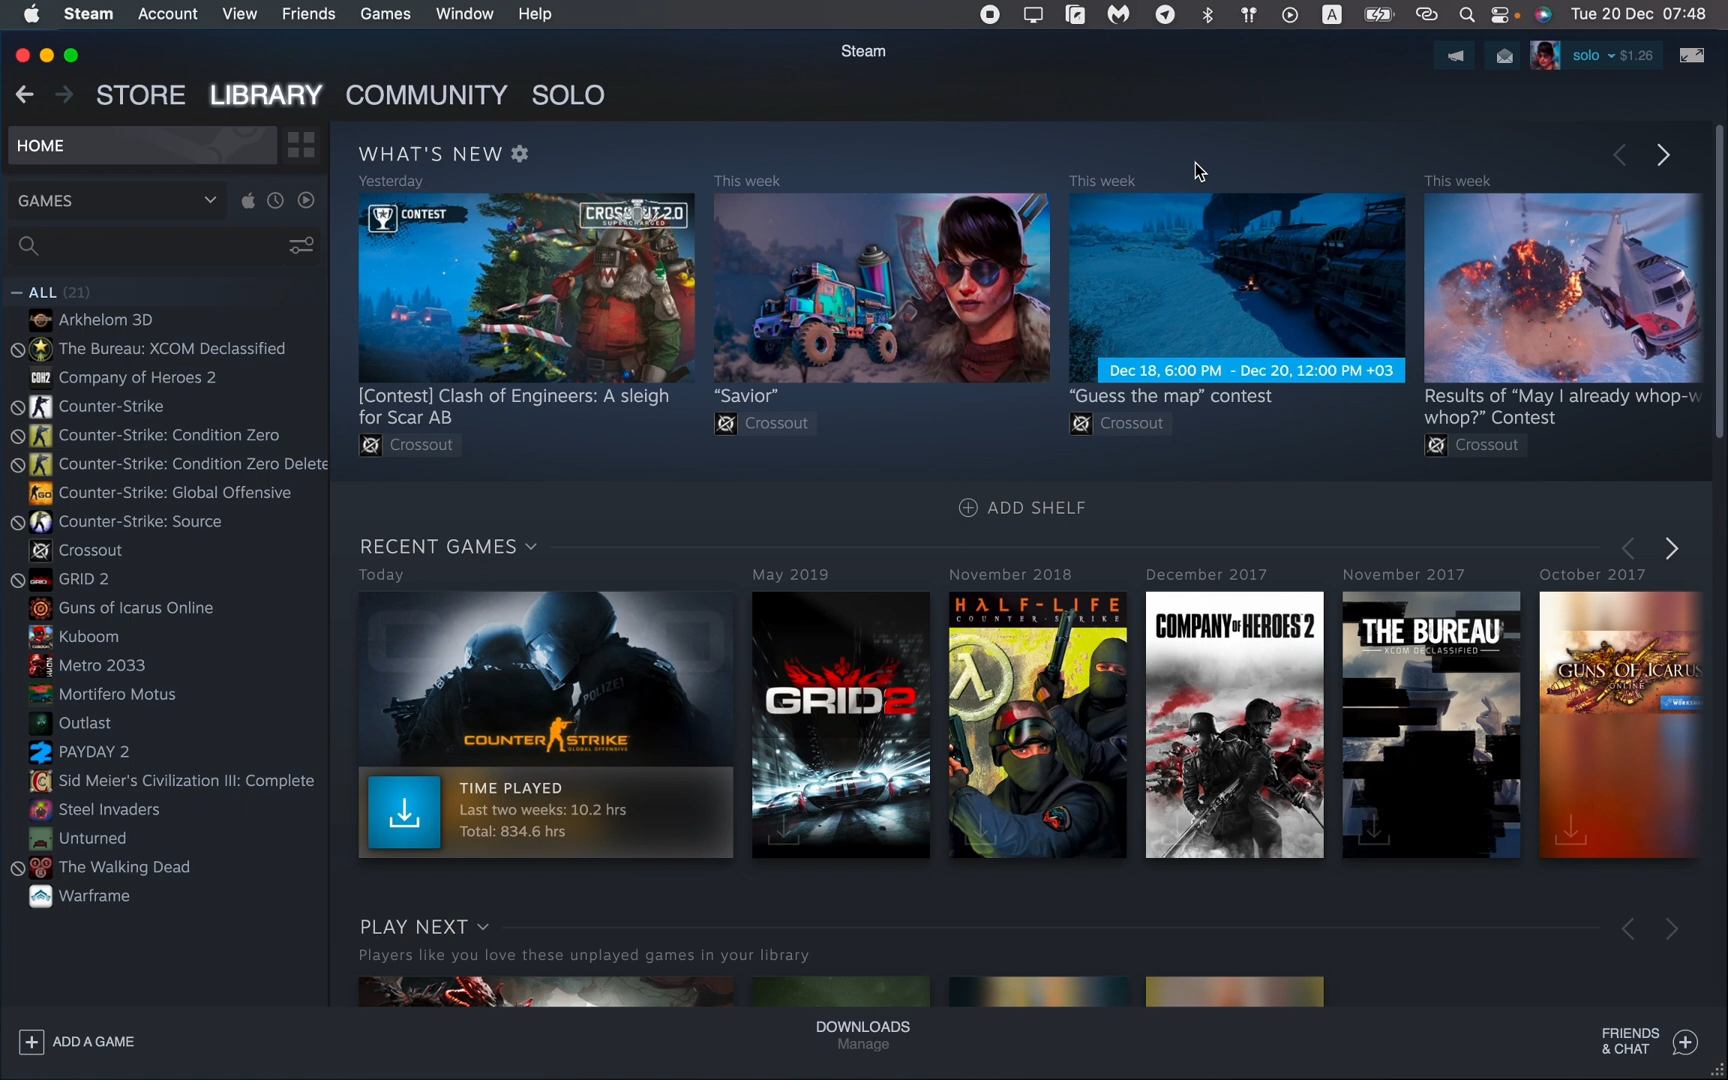 Steam Account View Friends Games Window Help
A
Tue 20 Dec 07:48
Steam
solo $1.26
STORE LIBRARY COMMUNITY SOLO
HOME
GAMES
— ALL (21)
Arkhelom 3D
The Bureau: XCOM Declassified
COH2 Company of Heroes 2
Counter-Strike
Counter-Strike: Condition Zero
Counter-Strike: Condition Zero Delete
Counter-Strike: Global Offensive
Counter-Strike: Source
Crossout
GRID 2
Guns of Icarus Online
Kuboom
Metro 2033
Mortifero Motus
Outlast
PAYDAY 2
Sid Meier's Civilization III: Complete
Steel Invaders
Unturned
The Walking Dead
Warframe
WHAT'S NEW
Yesterday
CONTEST
CROSSOUT 2.0
SUPERCHARGED
[Contest] Clash of Engineers: A sleigh
for Scar AB
Crossout
This week
“Savior”
Crossout
This week
Dec 18, 6:00 PM - Dec 20, 12:00 PM +03
“Guess the map” contest
Crossout
This week
Results of “May I already whop-w
whop?” Contest
Crossout
ADD SHELF
RECENT GAMES
Today
POLIZEI
COUNTER STRIKE
GLOBAL OFFENSIVE
TIME PLAYED
Last two weeks: 10.2 hrs
Total: 834.6 hrs
May 2019
GRID2
November 2018
HλLF-LIFE
COUNTER-STRIKE
December 2017
COMPANY OF HEROES 2
November 2017
THE BUREAU
XCOM DECLASSIFIED
October 2017
GUNS OF ICARUS
ONLINE
PLAY NEXT
Players like you love these unplayed games in your library
ADD A GAME
DOWNLOADS
Manage
FRIENDS
& CHAT